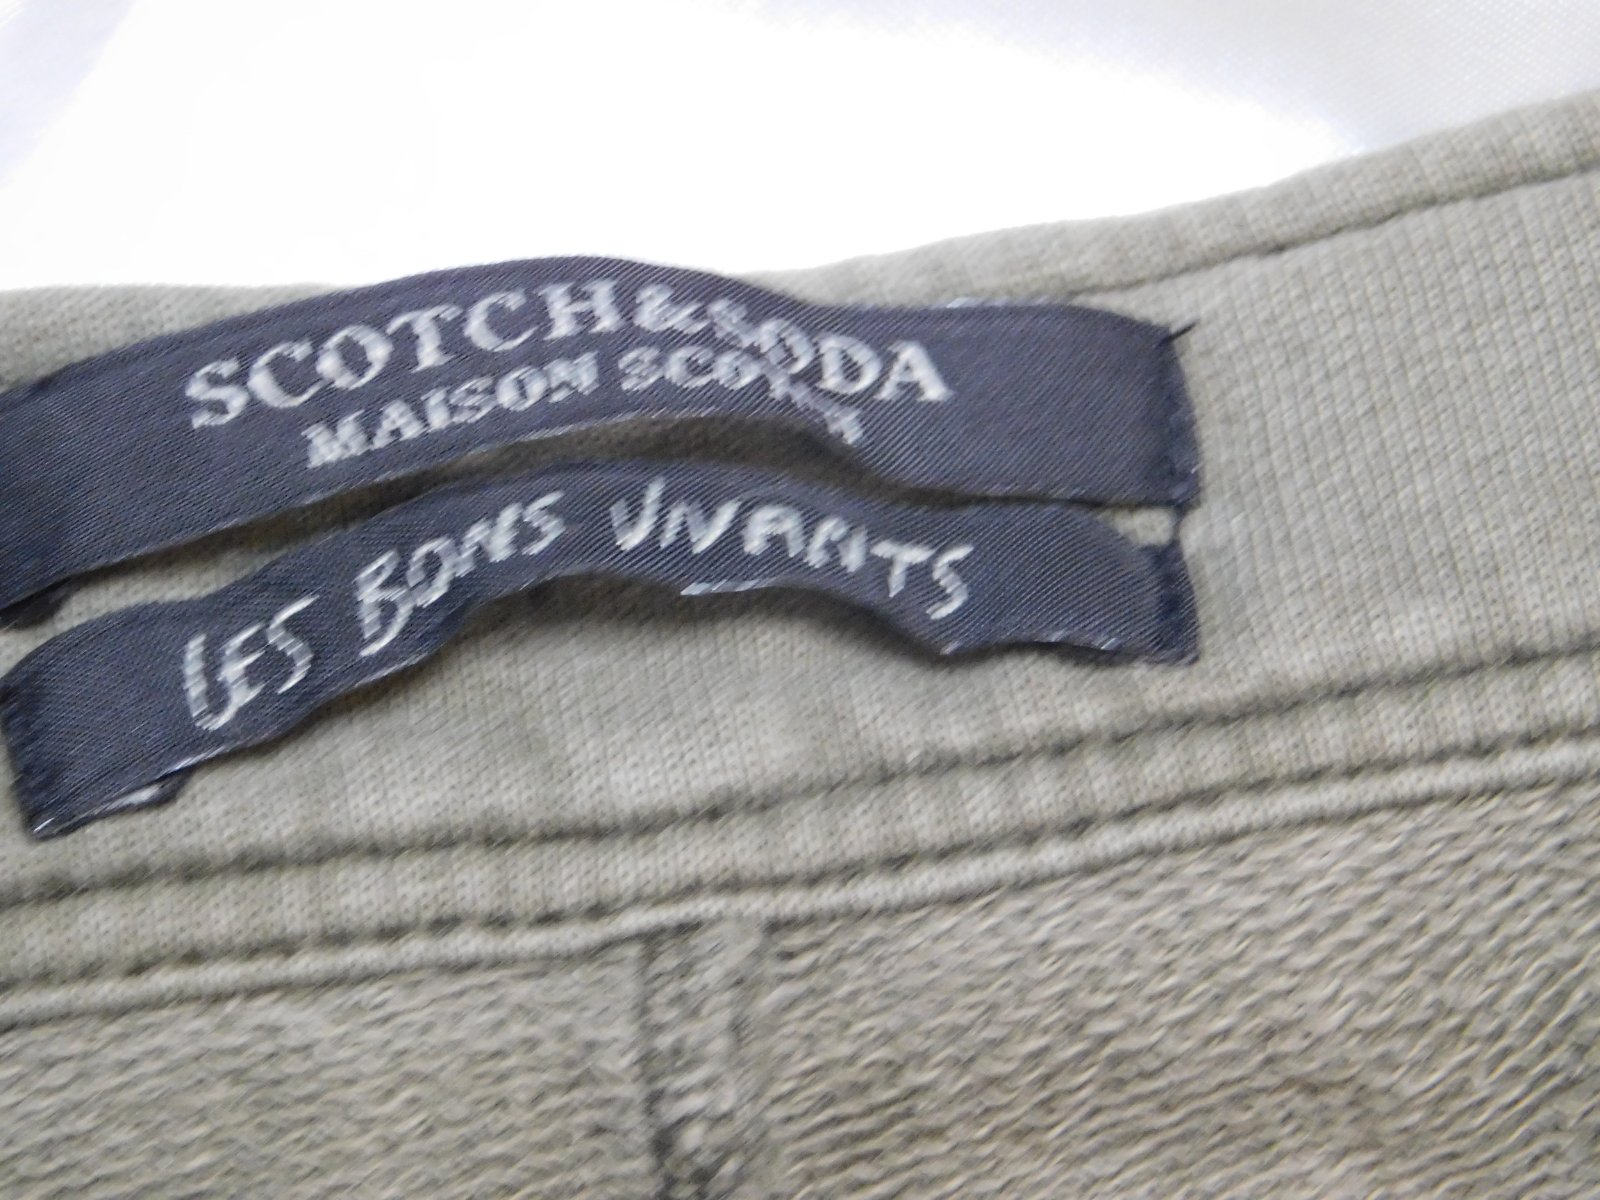 SCOTCH & SODA
MAISON SCOTCH
LES BONS VIVANTS